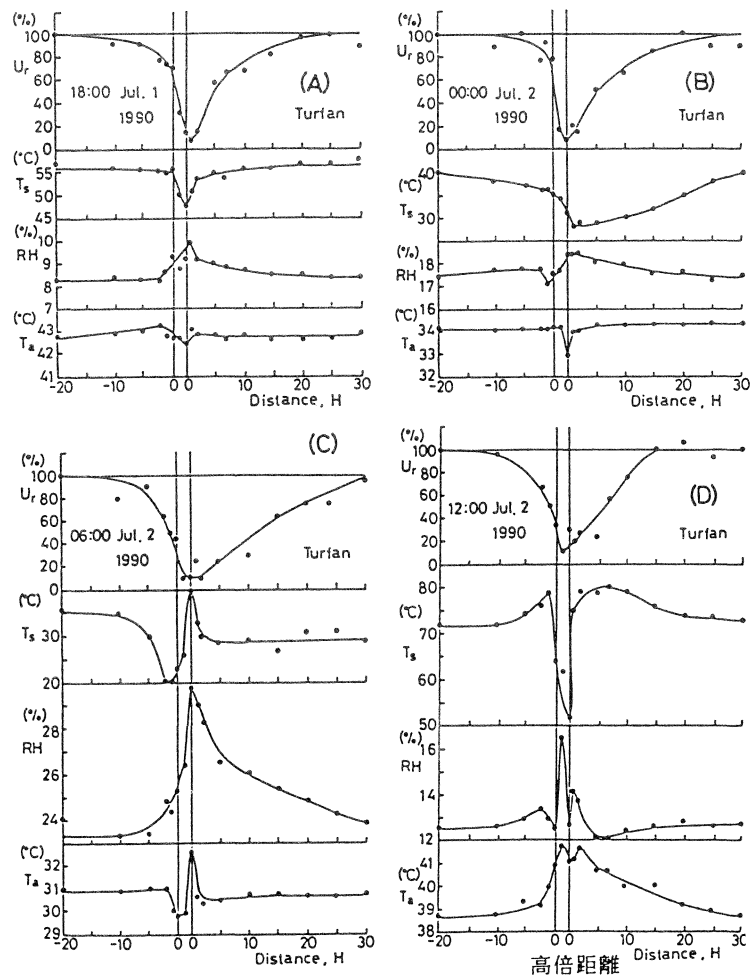 (%)
100
80
60
40
20
0
Ur
18:00 Jul. 1
1990
(A)
Turfan
(°C)
55
Ts
50
45
(%)
10
RH
9
8
7
(°C)
43
Ta
42
41
-20 -10 0 0 10 20 30
Distance, H
(%)
100
80
60
40
20
0
Ur
00:00 Jul. 2
1990
(B)
Turfan
40
(°C)
Ts
30
(%)
18
RH
17
16
(°C)
34
Ta
33
32
-20 -10 0 0 10 20 30
Distance, H
(C)
(%)
100
Ur
80
60
40
20
0
06:00 Jul. 2
1990
Turfan
(°C)
30
Ts
20
(%)
28
RH
26
24
(°C)
32
Ta
31
30
29
-20 -10 0 0 10 20 30
Distance, H
(%)
100
Ur
80
60
40
20
0
12:00 Jul. 2
1990
(D)
Turfan
80
(°C)
70
Ts
60
50
(%)
16
RH
14
12
(°C)
41
40
Ta
39
38
-20 -10 0 0 10 20 30
Distance, H
高倍距離